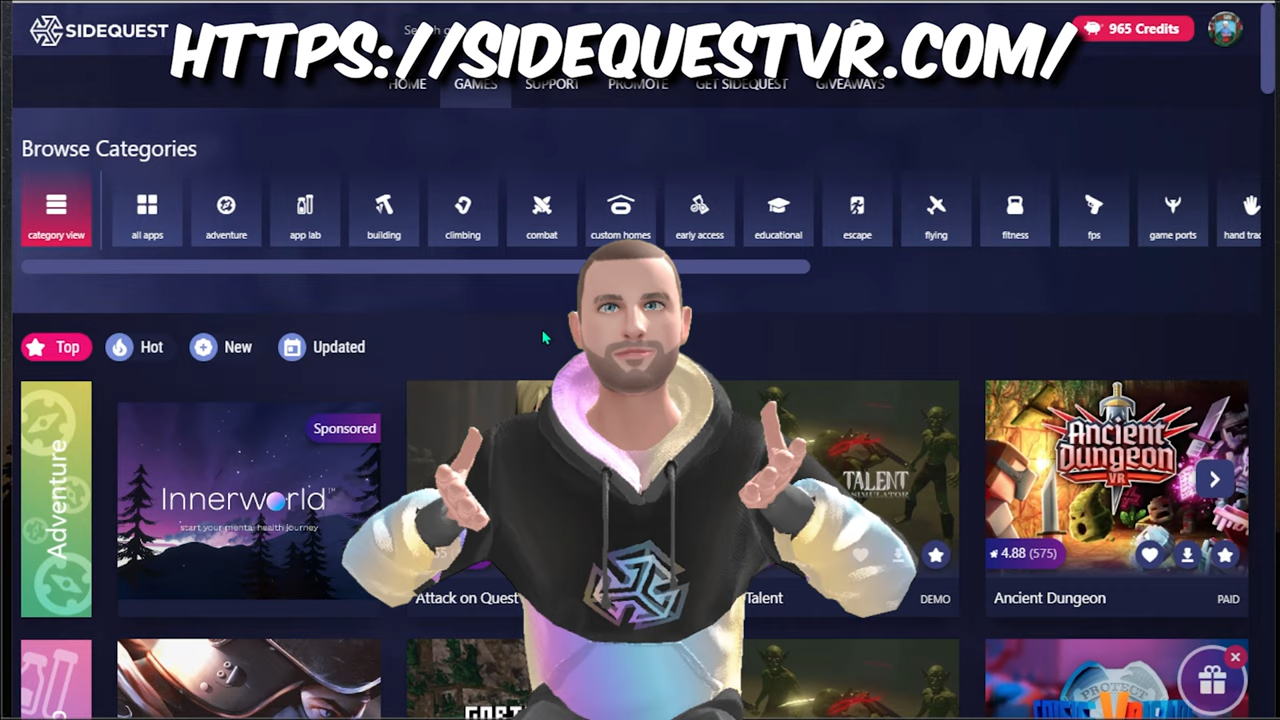 SIDEQUEST
HTTPS://SIDEQUESTVR.COM/
965 Credits
HOME
GAMES
SUPPORT
PROMOTE
GET SIDEQUEST
GIVEAWAYS
Browse Categories
category view
all apps
adventure
app lab
building
climbing
combat
custom homes
early access
educational
escape
flying
fitness
fps
game ports
hand
Top
Hot
New
Updated
Adventure
Sponsored
Innerworld
start your mental health journey
TALENT
SIMULATOR
Ancient
Dungeon
VR
4.88 (575)
Attack on Quest
Talent
DEMO
Ancient Dungeon
PAID
PROTECT